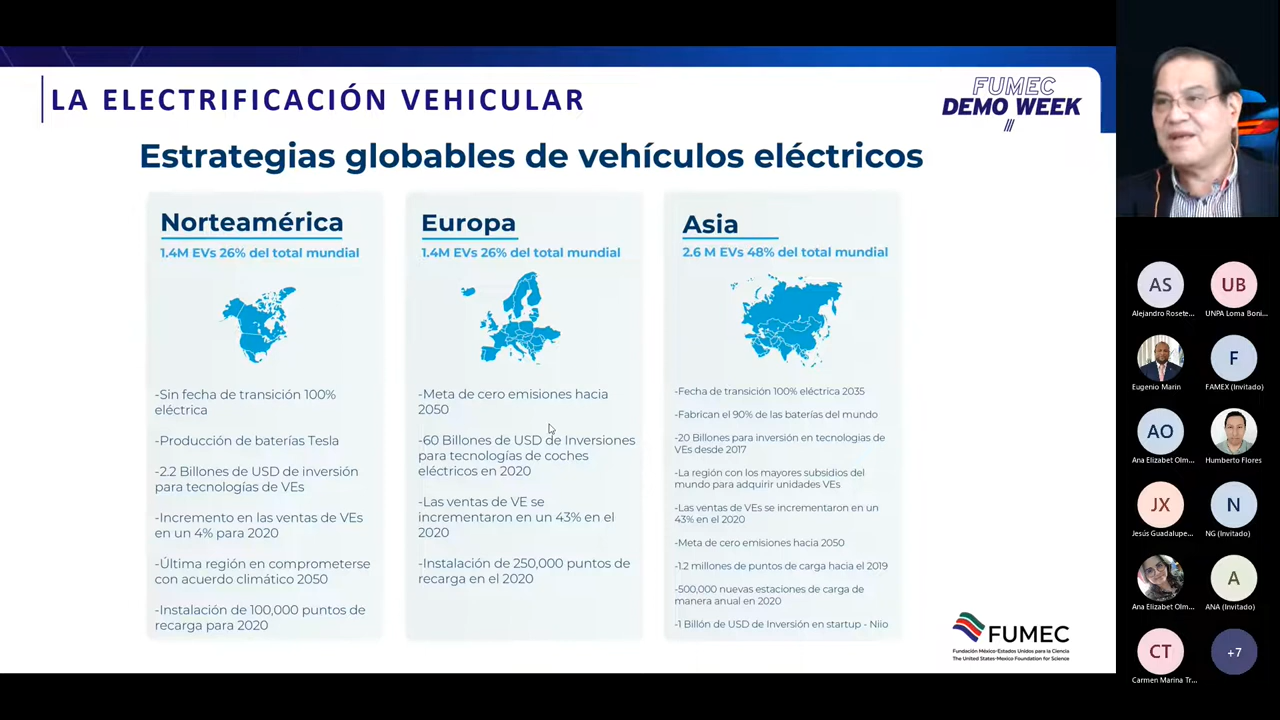 LA ELECTRIFICACIÓN VEHICULAR
FUMEC
DEMO WEEK
Estrategias globables de vehículos eléctricos
Norteamérica
1.4M EVs 26% del total mundial
-Sin fecha de transición 100%
eléctrica
-Producción de baterías Tesla
-2.2 Billones de USD de inversión
para tecnologías de VEs
-Incremento en las ventas de VEs
en un 4% para 2020
-Última región en comprometerse
con acuerdo climático 2050
-Instalación de 100,000 puntos de
recarga para 2020
Europa
1.4M EVs 26% del total mundial
-Meta de cero emisiones hacia
2050
-60 Billones de USD de Inversiones
para tecnologías de coches
eléctricos en 2020
-Las ventas de VE se
incrementaron en un 43% en el
2020
-Instalación de 250,000 puntos de
recarga en el 2020
Asia
2.6 M EVs 48% del total mundial
-Fecha de transición 100% eléctrica 2035
-Fabrican el 90% de las baterías del mundo
-20 Billones para inversión en tecnologías de
VEs desde 2017
-La región con los mayores subsidios del
mundo para adquirir unidades VEs
-Las ventas de VEs se incrementaron en un
43% en el 2020
-Meta de cero emisiones hacia 2050
-1.2 millones de puntos de carga hacia el 2019
-500,000 nuevas estaciones de carga de
manera anual en 2020
-1 Billón de USD de Inversión en startup - Niio
FUMEC
Fundación México-Estados Unidos para la Ciencia
The United States-Mexico Foundation for Science
AS
Alejandro Rosete...
UB
UNPA Loma Boni...
Eugenio Marin
F
FAMEX (Invitado)
AO
Ana Elizabet Olm...
Humberto Flores
JX
Jesús Guadalupe...
N
NG (Invitado)
Ana Elizabet Olm...
A
ANA (Invitado)
CT
Carmen Marina Tr...
+7